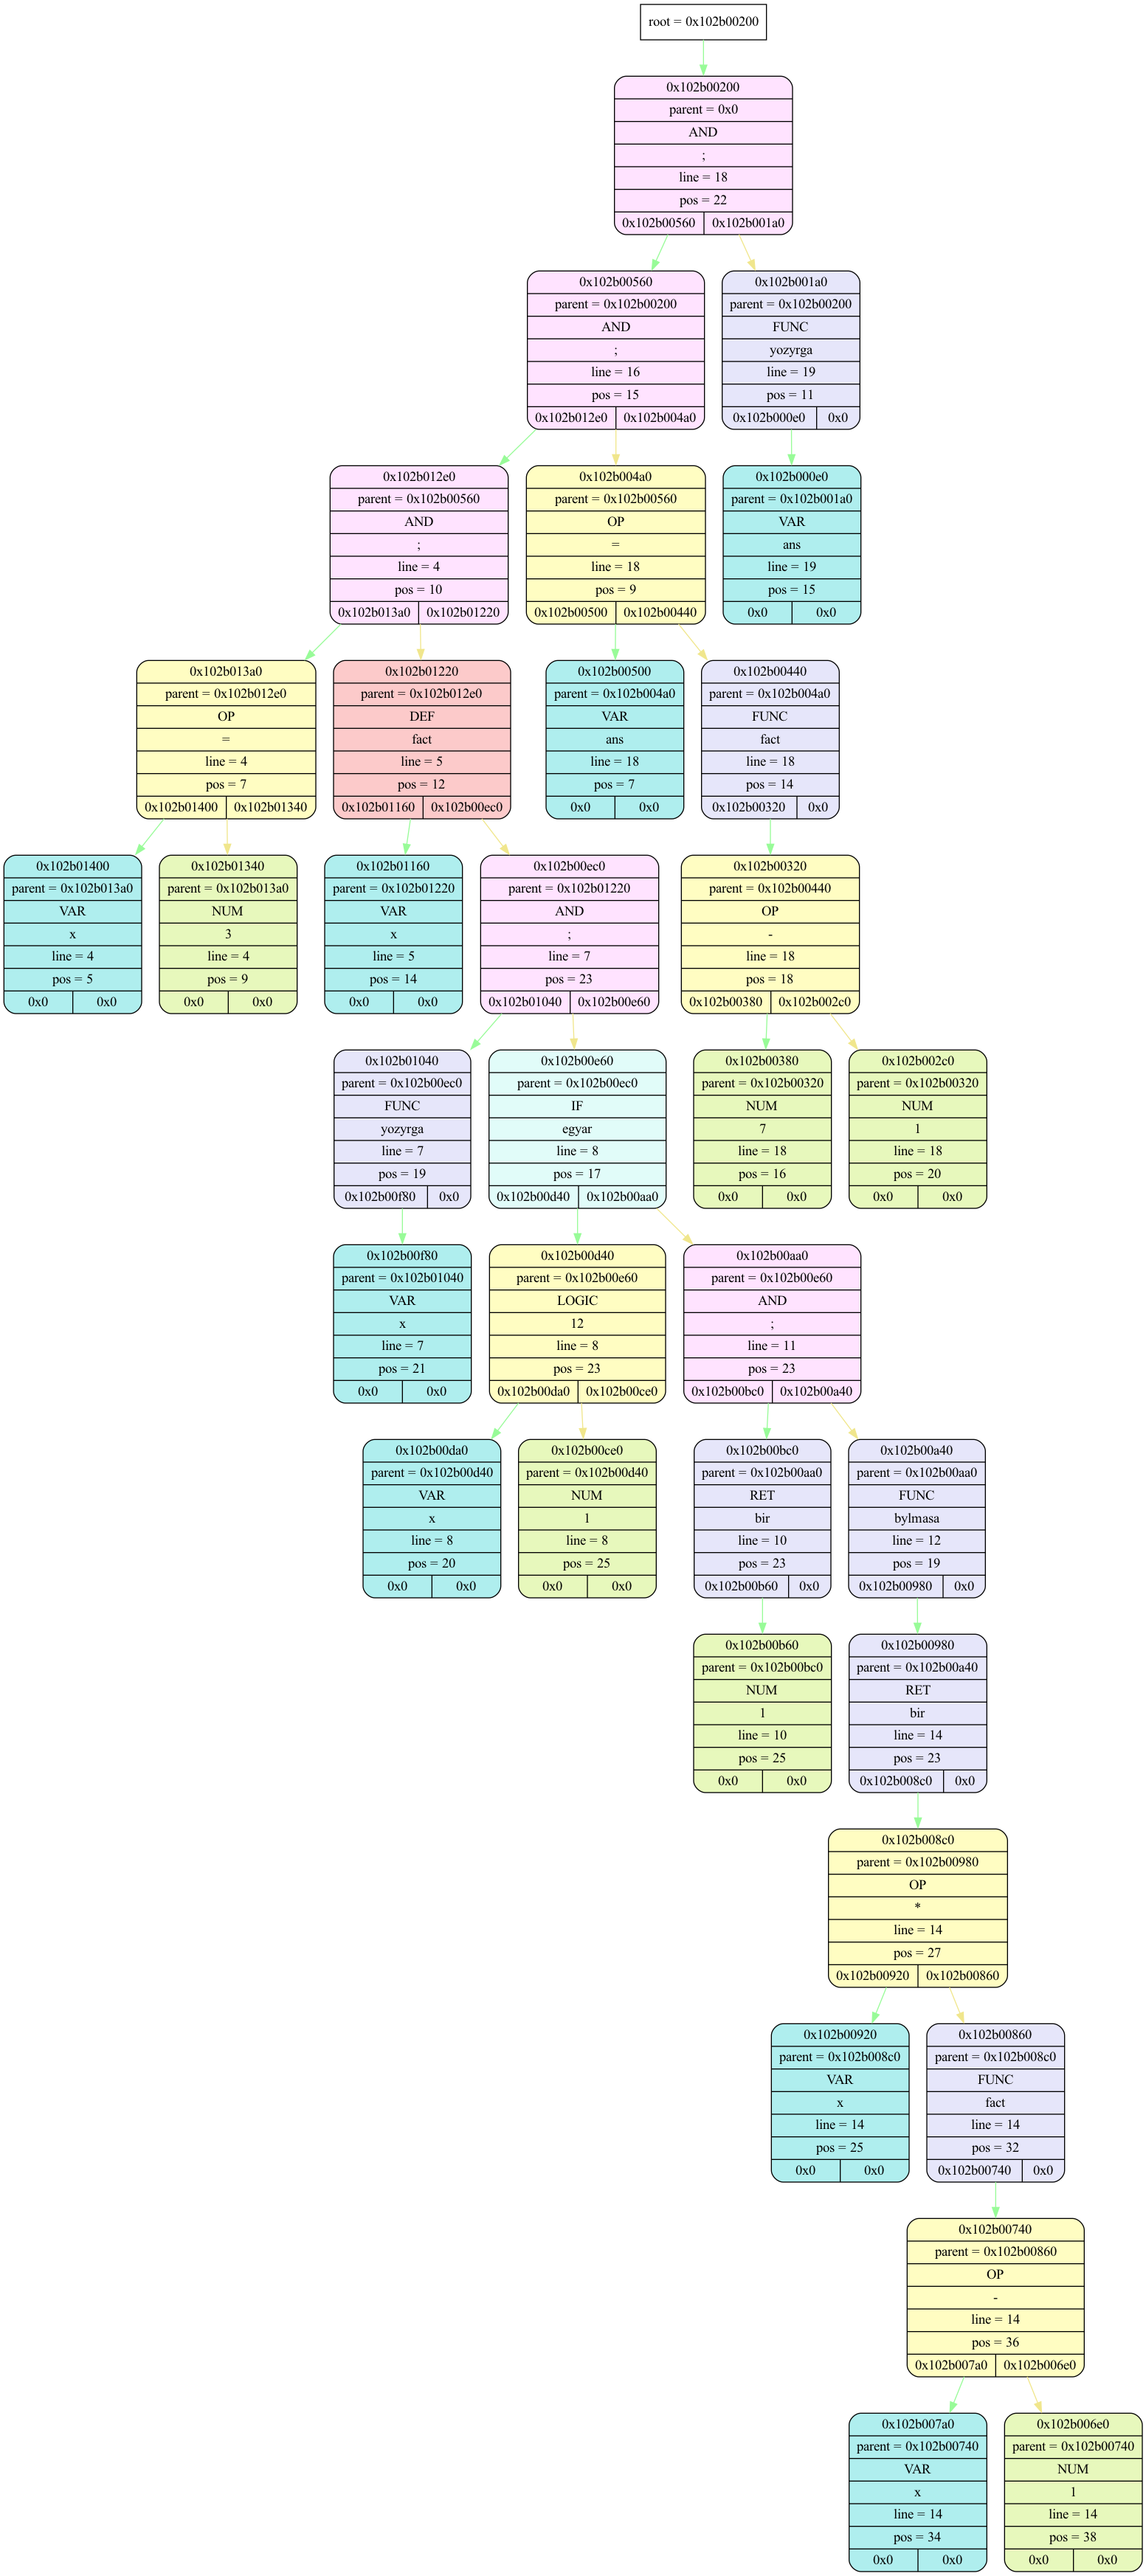 root = 0x102b00200
0x102b00200
parent = 0x0
AND
;
line = 18
pos = 22
0x102b00560 0x102b001a0
0x102b00560
parent = 0x102b00200
AND
;
line = 16
pos = 15
0x102b012e0 0x102b004a0
0x102b001a0
parent = 0x102b00200
FUNC
yozyrga
line = 19
pos = 11
0x102b000e0 0x0
0x102b012e0
parent = 0x102b00560
AND
;
line = 4
pos = 10
0x102b013a0 0x102b01220
0x102b004a0
parent = 0x102b00560
OP
=
line = 18
pos = 9
0x102b00500 0x102b00440
0x102b000e0
parent = 0x102b001a0
VAR
ans
line = 19
pos = 15
0x0 0x0
0x102b013a0
parent = 0x102b012e0
OP
=
line = 4
pos = 7
0x102b01400 0x102b01340
0x102b01220
parent = 0x102b012e0
DEF
fact
line = 5
pos = 12
0x102b01160 0x102b00ec0
0x102b00500
parent = 0x102b004a0
VAR
ans
line = 18
pos = 7
0x0 0x0
0x102b00440
parent = 0x102b004a0
FUNC
fact
line = 18
pos = 14
0x102b00320 0x0
0x102b01400
parent = 0x102b013a0
VAR
x
line = 4
pos = 5
0x0 0x0
0x102b01340
parent = 0x102b013a0
NUM
3
line = 4
pos = 9
0x0 0x0
0x102b01160
parent = 0x102b01220
VAR
x
line = 5
pos = 14
0x0 0x0
0x102b00ec0
parent = 0x102b01220
AND
;
line = 7
pos = 23
0x102b01040 0x102b00e60
0x102b00320
parent = 0x102b00440
OP
-
line = 18
pos = 18
0x102b00380 0x102b002c0
0x102b01040
parent = 0x102b00ec0
FUNC
yozyrga
line = 7
pos = 19
0x102b00f80 0x0
0x102b00e60
parent = 0x102b00ec0
IF
egyar
line = 8
pos = 17
0x102b00d40 0x102b00aa0
0x102b00380
parent = 0x102b00320
NUM
7
line = 18
pos = 16
0x0 0x0
0x102b002c0
parent = 0x102b00320
NUM
1
line = 18
pos = 20
0x0 0x0
0x102b00f80
parent = 0x102b01040
VAR
x
line = 7
pos = 21
0x0 0x0
0x102b00d40
parent = 0x102b00e60
LOGIC
12
line = 8
pos = 23
0x102b00da0 0x102b00ce0
0x102b00aa0
parent = 0x102b00e60
AND
;
line = 11
pos = 23
0x102b00bc0 0x102b00a40
0x102b00da0
parent = 0x102b00d40
VAR
x
line = 8
pos = 20
0x0 0x0
0x102b00ce0
parent = 0x102b00d40
NUM
1
line = 8
pos = 25
0x0 0x0
0x102b00bc0
parent = 0x102b00aa0
RET
bir
line = 10
pos = 23
0x102b00b60 0x0
0x102b00a40
parent = 0x102b00aa0
FUNC
bylmasa
line = 12
pos = 19
0x102b00980 0x0
0x102b00b60
parent = 0x102b00bc0
NUM
1
line = 10
pos = 25
0x0 0x0
0x102b00980
parent = 0x102b00a40
RET
bir
line = 14
pos = 23
0x102b008c0 0x0
0x102b008c0
parent = 0x102b00980
OP
*
line = 14
pos = 27
0x102b00920 0x102b00860
0x102b00920
parent = 0x102b008c0
VAR
x
line = 14
pos = 25
0x0 0x0
0x102b00860
parent = 0x102b008c0
FUNC
fact
line = 14
pos = 32
0x102b00740 0x0
0x102b00740
parent = 0x102b00860
OP
-
line = 14
pos = 36
0x102b007a0 0x102b006e0
0x102b007a0
parent = 0x102b00740
VAR
x
line = 14
pos = 34
0x0 0x0
0x102b006e0
parent = 0x102b00740
NUM
1
line = 14
pos = 38
0x0 0x0